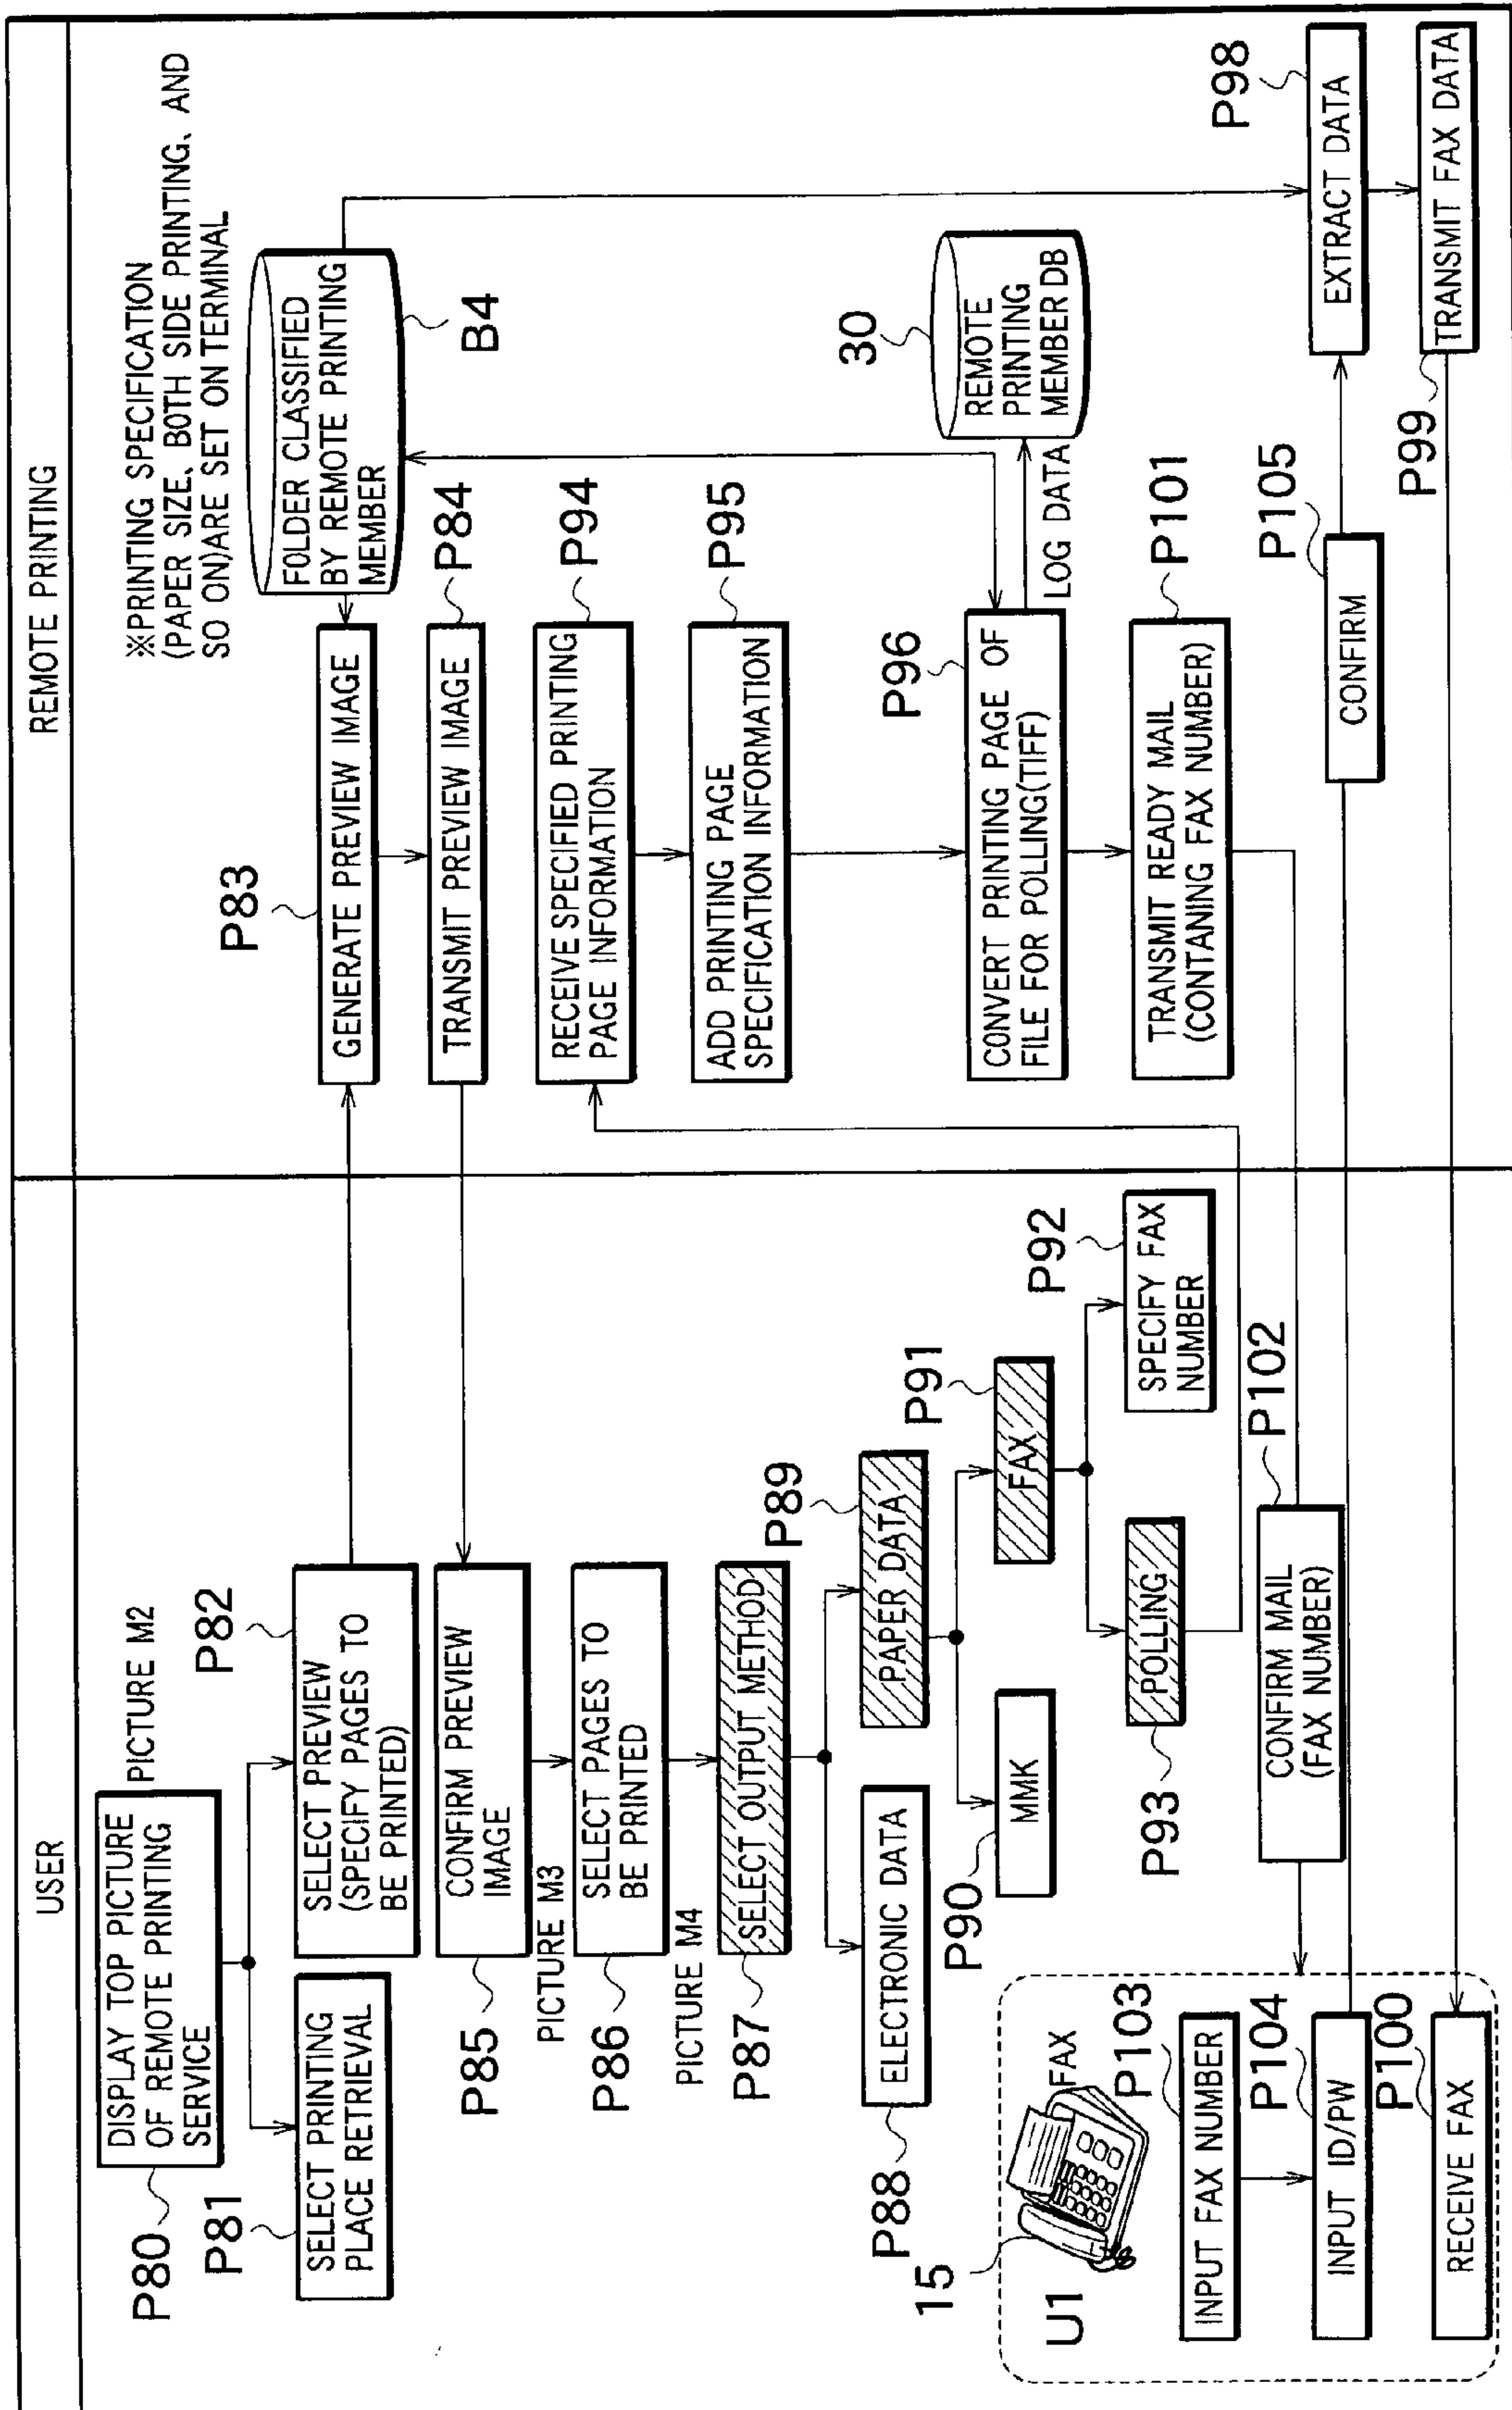 USER
REMOTE PRINTING
DISPLAY TOP PICTURE
OF REMOTE PRINTING
SERVICE
PICTURE M2
P80
P81
SELECT PRINTING
PLACE RETRIEVAL
P82
SELECT PREVIEW
(SPECIFY PAGES TO
BE PRINTED)
P85
CONFIRM PREVIEW
IMAGE
PICTURE M3
P86
SELECT PAGES TO
BE PRINTED
PICTURE M4
P87
SELECT OUTPUT METHOD
P88
ELECTRONIC DATA
P89
PAPER DATA
P90
MMK
P91
FAX
P92
SPECIFY FAX
NUMBER
P93
POLLING
P102
CONFIRM MAIL
(FAX NUMBER)
15
U1
FAX
P103
INPUT FAX NUMBER
P104
INPUT ID/PW
P100
RECEIVE FAX
※PRINTING SPECIFICATION
(PAPER SIZE, BOTH SIDE PRINTING, AND
SO ON)ARE SET ON TERMINAL
P83
GENERATE PREVIEW IMAGE
FOLDER CLASSIFIED
BY REMOTE PRINTING
MEMBER
B4
P84
TRANSMIT PREVIEW IMAGE
P94
RECEIVE SPECIFIED PRINTING
PAGE INFORMATION
P95
ADD PRINTING PAGE
SPECIFICATION INFORMATION
P96
CONVERT PRINTING PAGE OF
FILE FOR POLLING(TIFF)
LOG DATA
30
REMOTE
PRINTING
MEMBER DB
P101
TRANSMIT READY MAIL
(CONTANING FAX NUMBER)
P105
CONFIRM
P98
EXTRACT DATA
P99
TRANSMIT FAX DATA